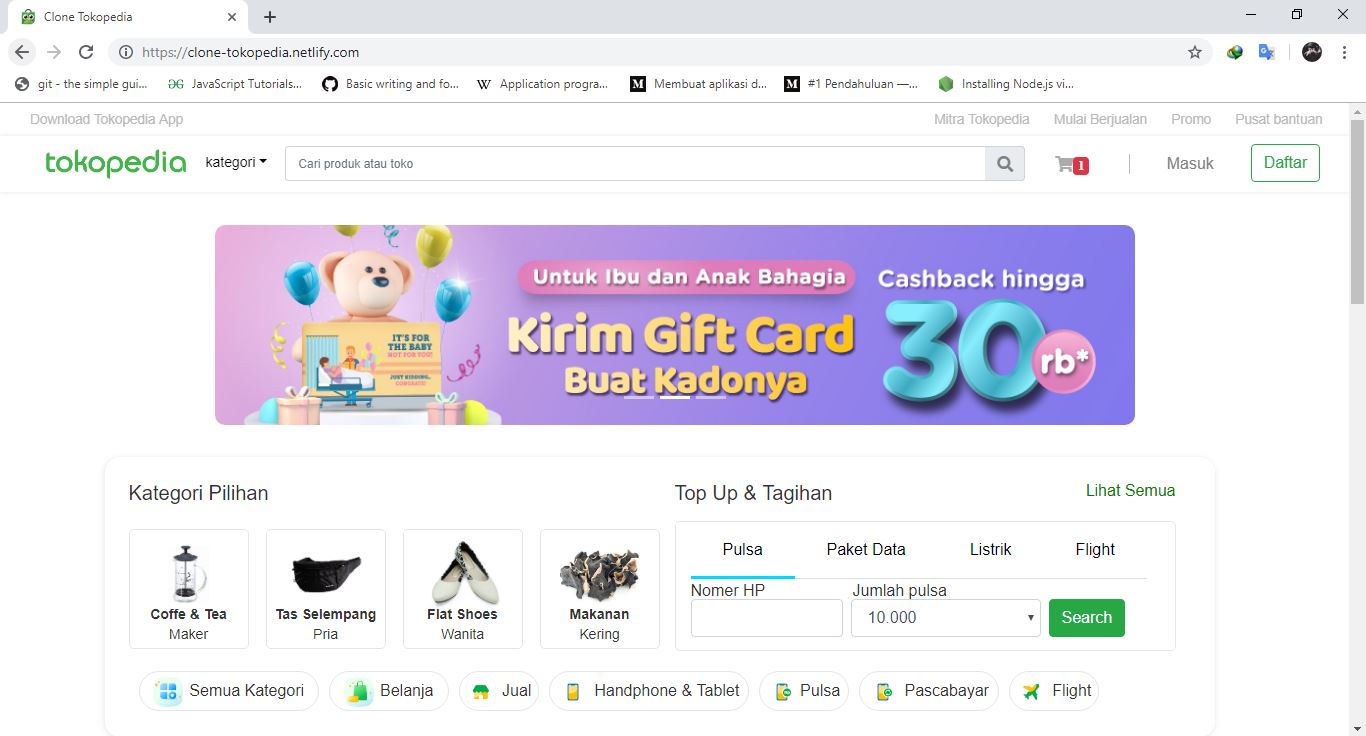 Clone Tokopedia
https://clone-tokopedia.netlify.com
git - the simple gui...
JavaScript Tutorials...
Basic writing and fo...
Application progra...
Membuat aplikasi d...
#1 Pendahuluan —...
Installing Node.js vi...
Download Tokopedia App
Mitra Tokopedia
Mulai Berjualan
Promo
Pusat bantuan
tokopedia
kategori
Cari produk atau toko
1
Masuk
Daftar
IT'S FOR
THE BABY
NOT FOR YOU!
JUST KIDDING,
CONGRATS!
Untuk Ibu dan Anak Bahagia
Kirim Gift Card
Buat Kadonya
Cashback hingga
30 rb*
Kategori Pilihan
Coffe & Tea
Maker
Tas Selempang
Pria
Flat Shoes
Wanita
Makanan
Kering
Top Up & Tagihan
Lihat Semua
Pulsa
Paket Data
Listrik
Flight
Nomer HP
Jumlah pulsa
10.000
Search
Semua Kategori
Belanja
Jual
Handphone & Tablet
Pulsa
Pascabayar
Flight